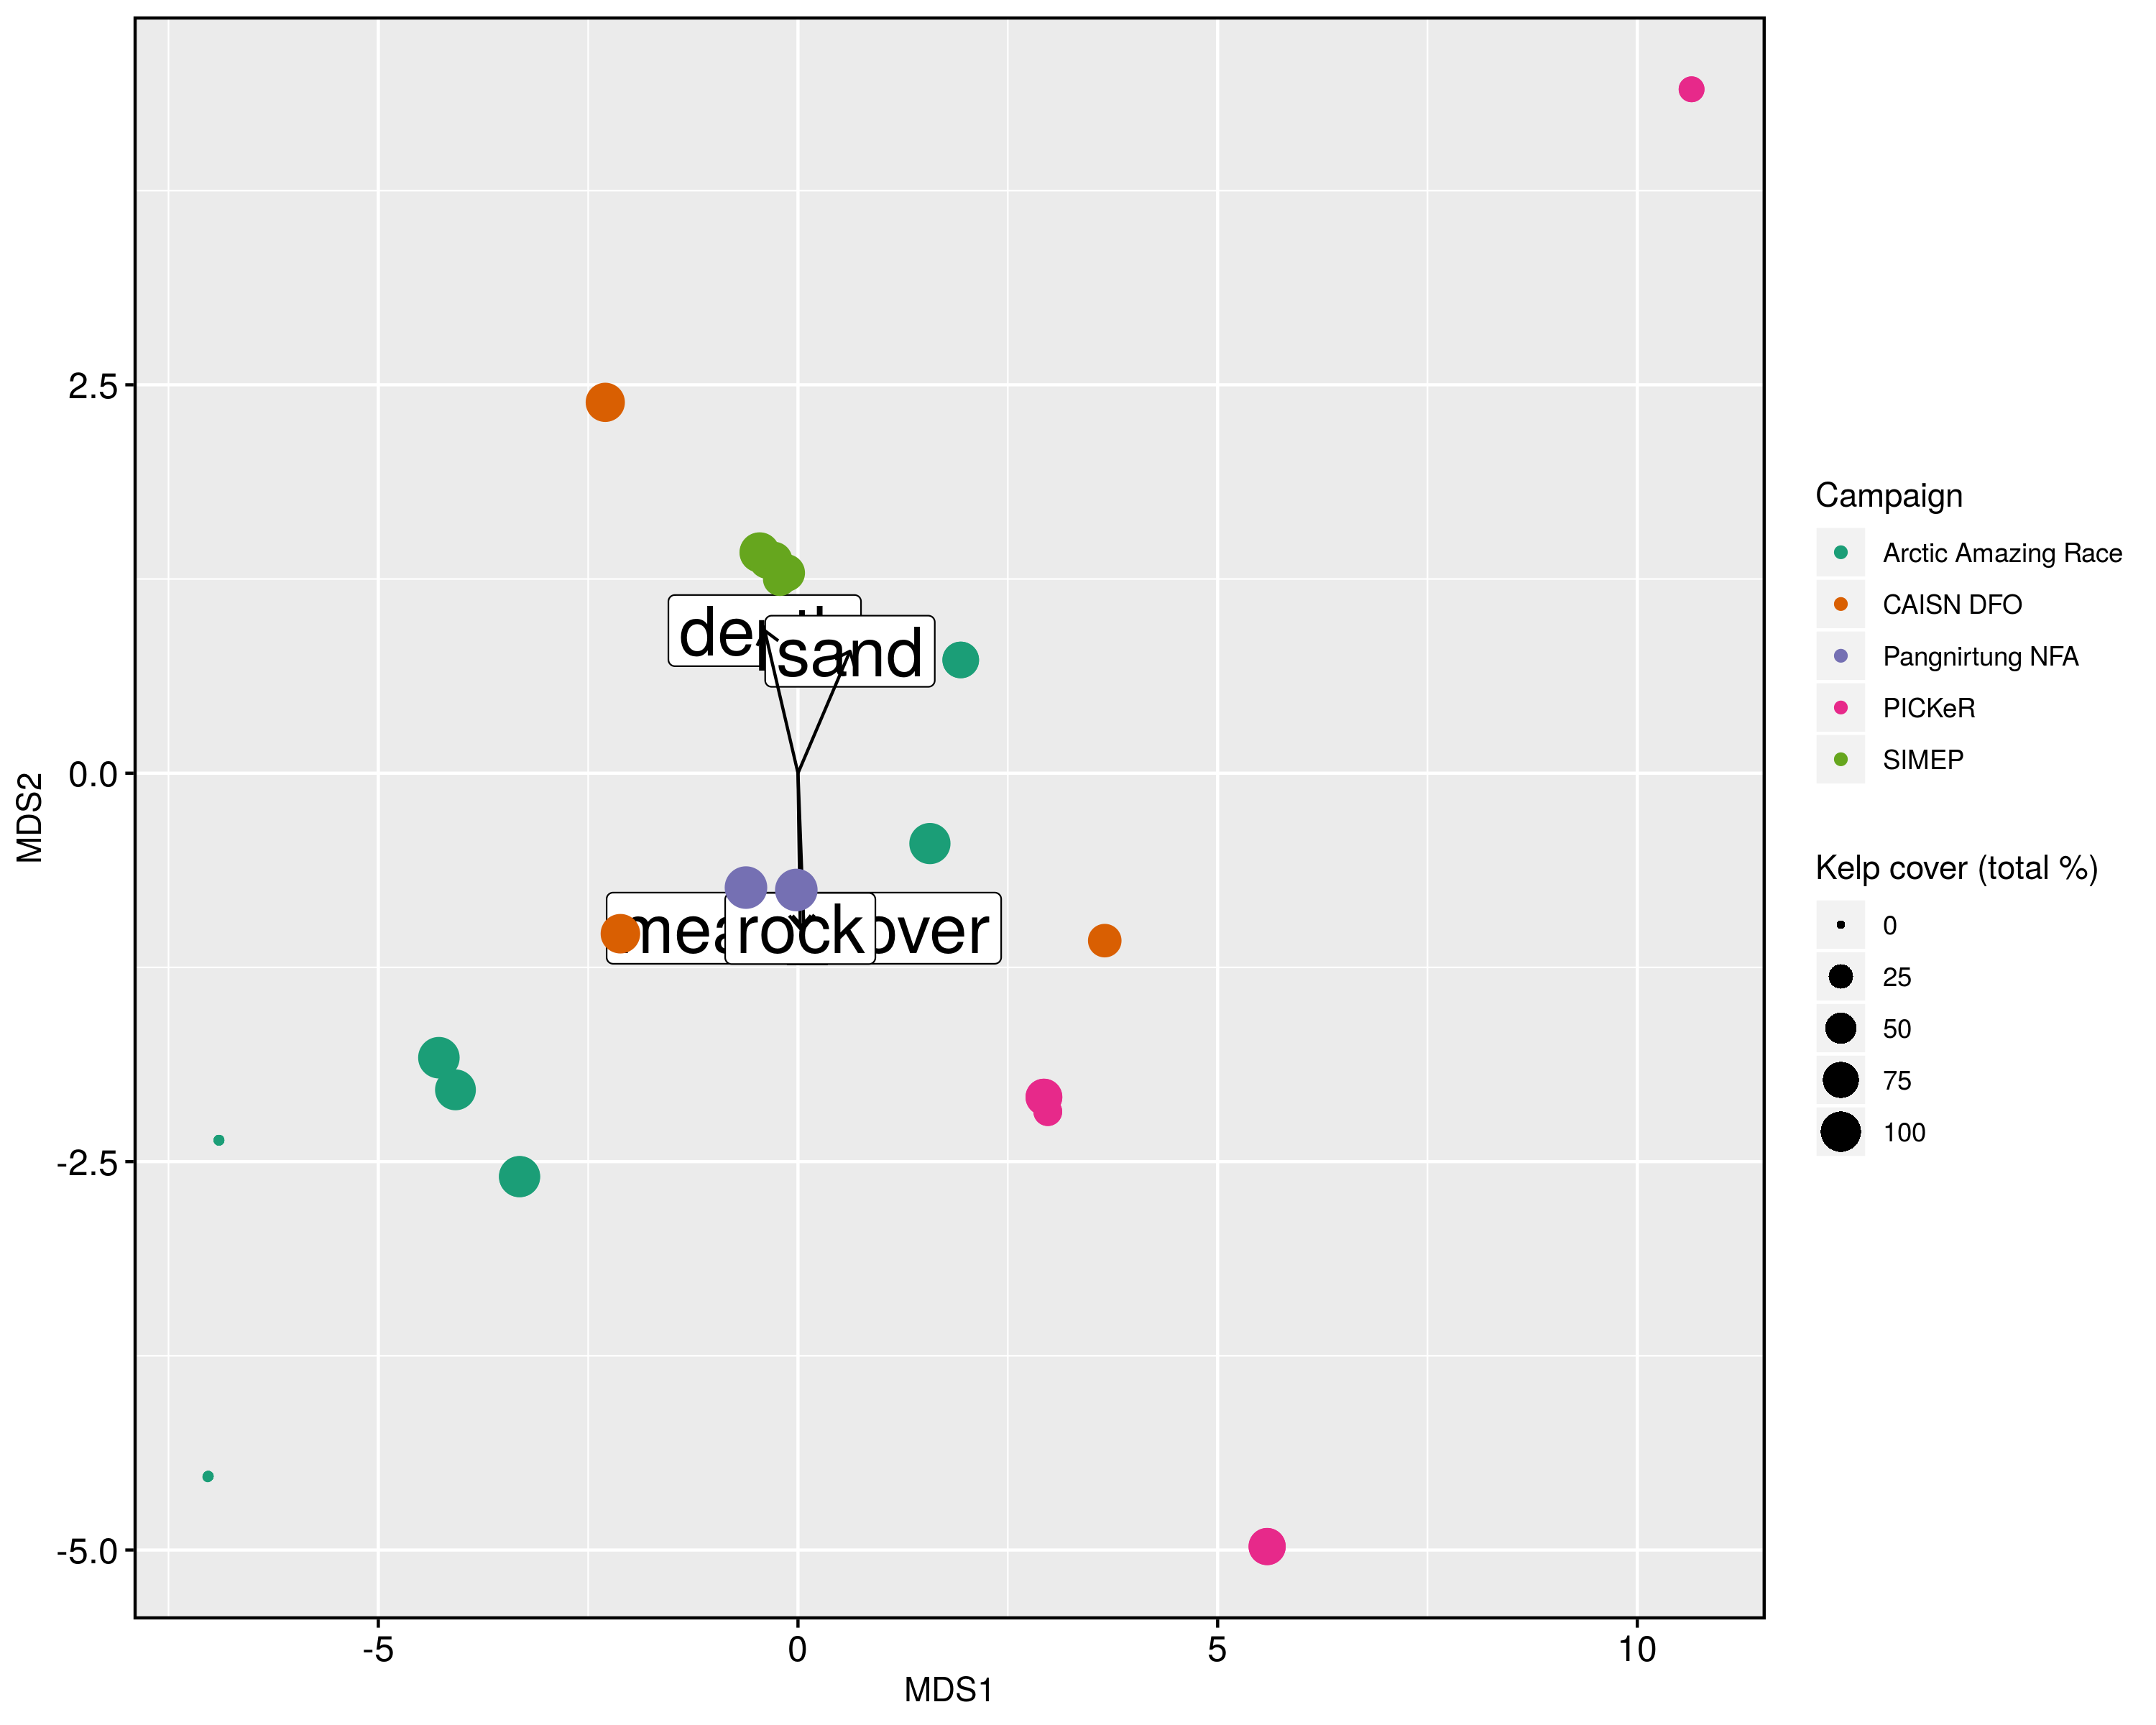 2.5
0.0
-2.5
-5.0
-5
0
5
10
MDS1
MDS2
sand
rock
Campaign
Arctic Amazing Race
CAISN DFO
Pangnirtung NFA
PICKeR
SIMEP
Kelp cover (total %)
0
25
50
75
100